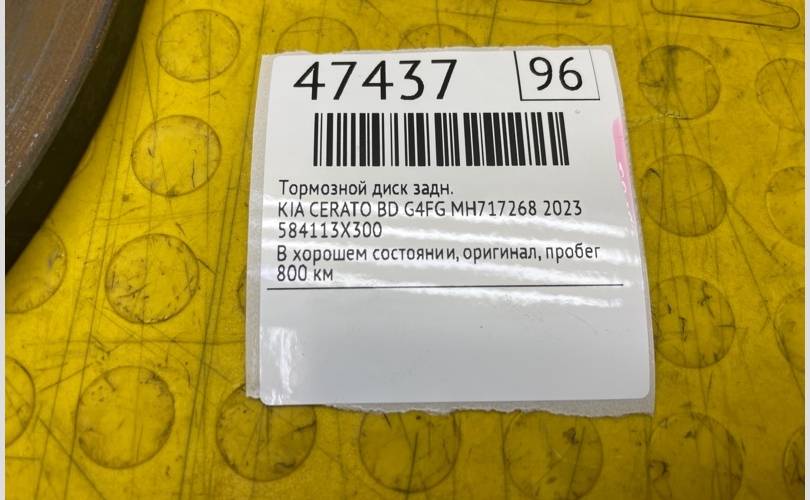 47437 96
Тормозной диск задн.
KIA CERATO BD G4FG MH717268 2023
584113X300
В хорошем состоянии, оригинал, пробег
800 км